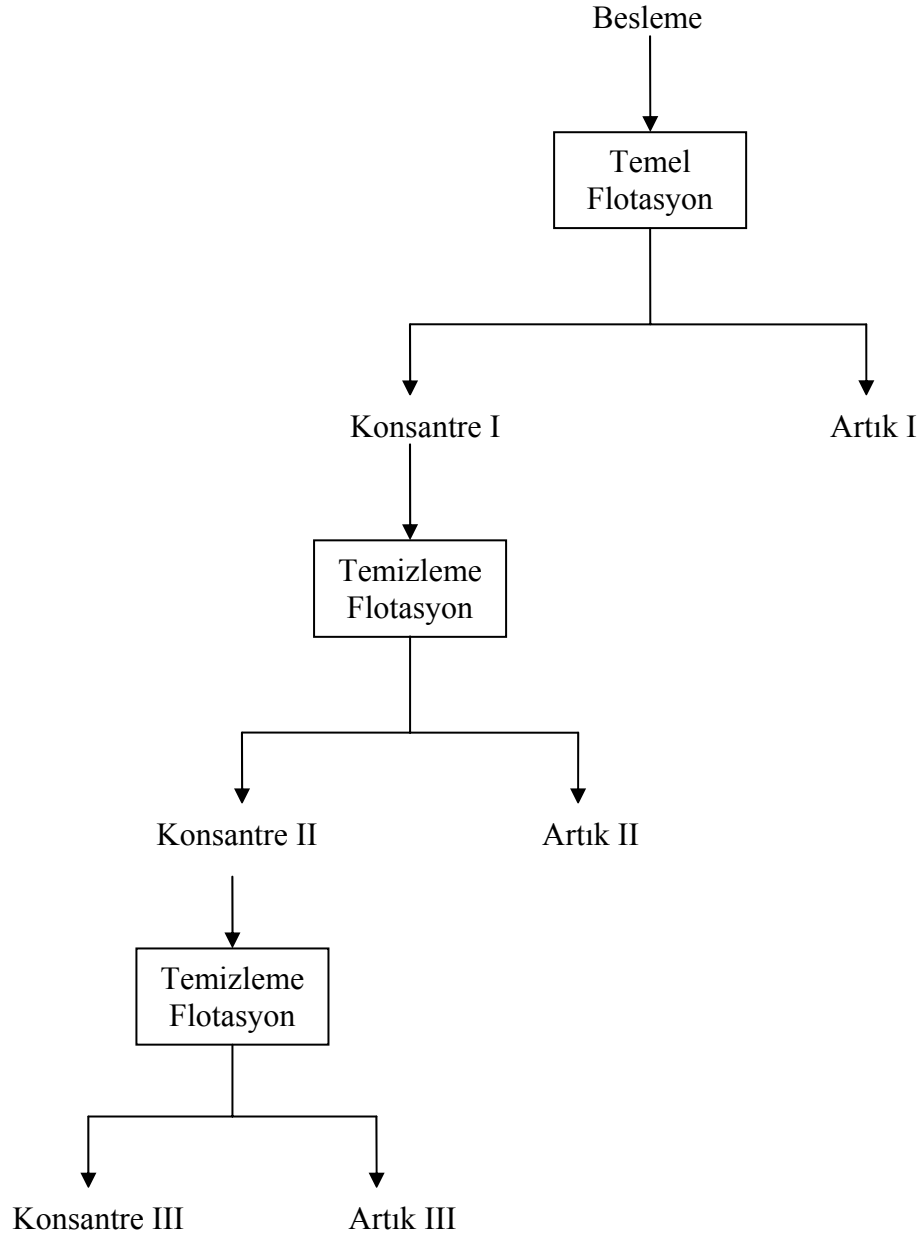 Besleme
Temel
Flotasyon
Konsantre I
Artık I
Temizleme
Flotasyon
Konsantre II
Artık II
Temizleme
Flotasyon
Konsantre III
Artık III